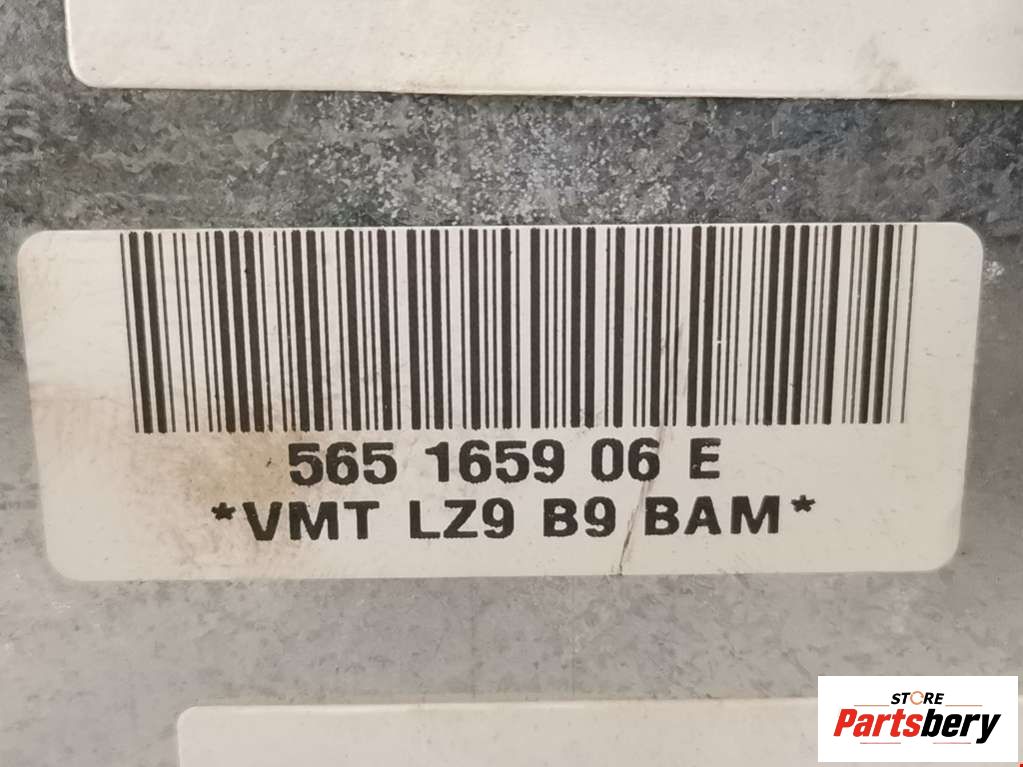 565 1659 06 E
*VMT LZ9 B9 BAM*
STORE
Partsbery